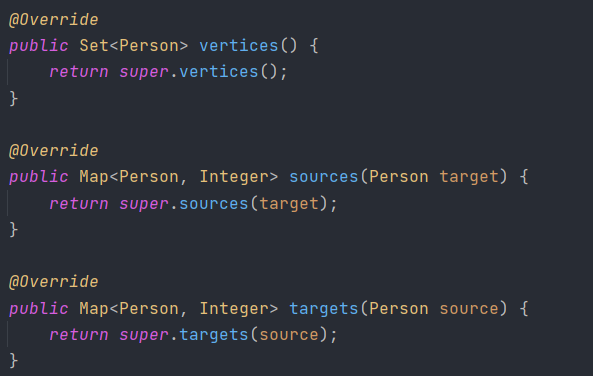 @Override
public Set<Person> vertices() {
    return super.vertices();
}

@Override
public Map<Person, Integer> sources(Person target) {
    return super.sources(target);
}

@Override
public Map<Person, Integer> targets(Person source) {
    return super.targets(source);
}